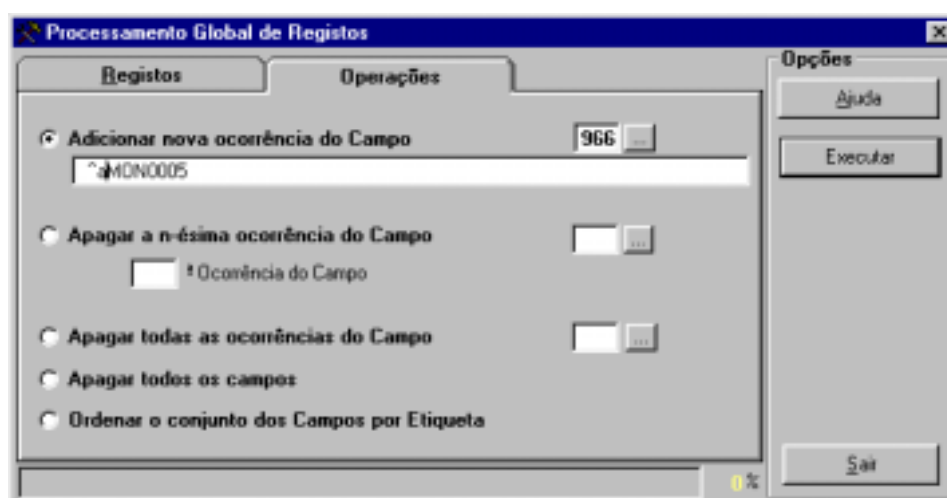 Processamento Global de Registos
Registos
Operações
Opções
Ajuda
Executar
Adicionar nova ocorrência do Campo 966 ...
^aMON0005
Apagar a n-ésima ocorrência do Campo ...
ª Ocorrência do Campo
Apagar todas as ocorrências do Campo ...
Apagar todos os campos
Ordenar o conjunto dos Campos por Etiqueta
Sair
0 %